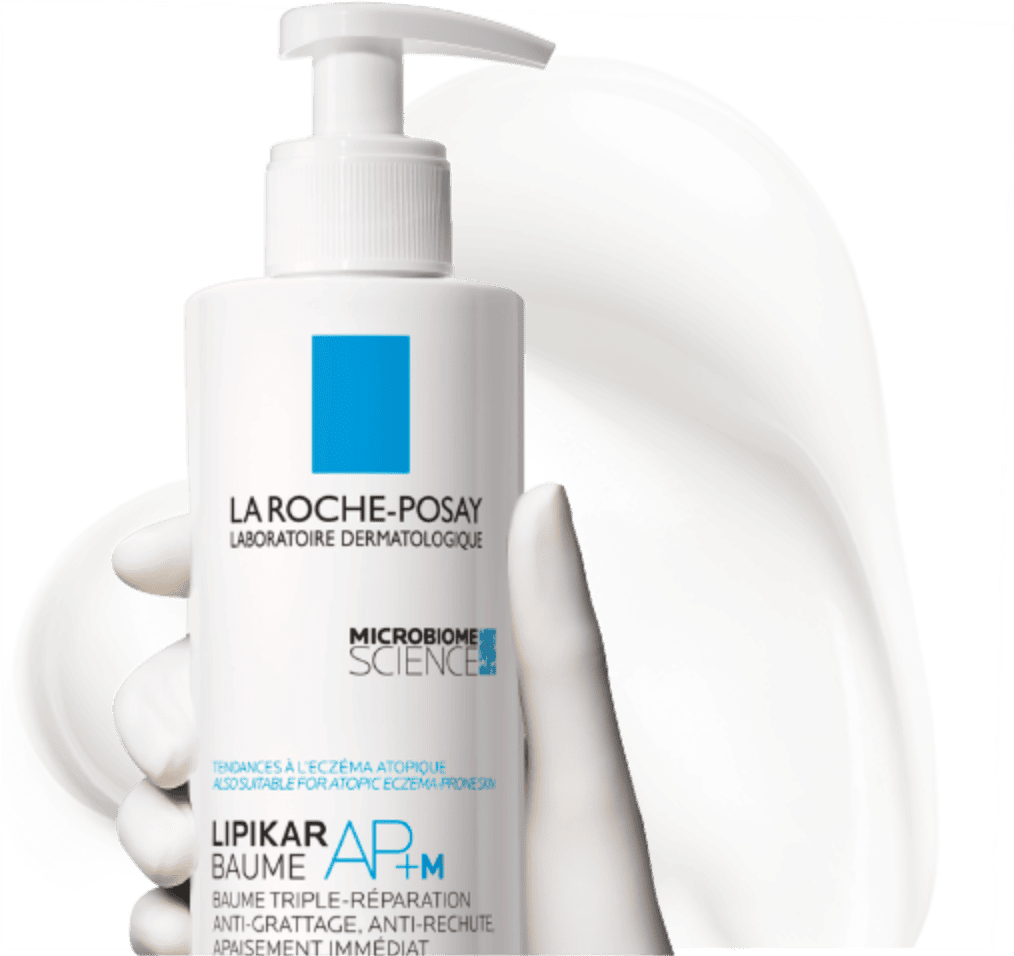 LA ROCHE-POSAY
LABORATOIRE DERMATOLOGIQUE
MICROBIOME
SCIENCE
TENDANCES À L'ECZÉMA ATOPIQUE
ALSO SUITABLE FOR ATOPIC ECZEMA-PRONE SKIN
LIPIKAR
BAUME AP+M
BAUME TRIPLE-RÉPARATION
ANTI-GRATTAGE, ANTI-RECHUTE,
APAISEMENT IMMÉDIAT